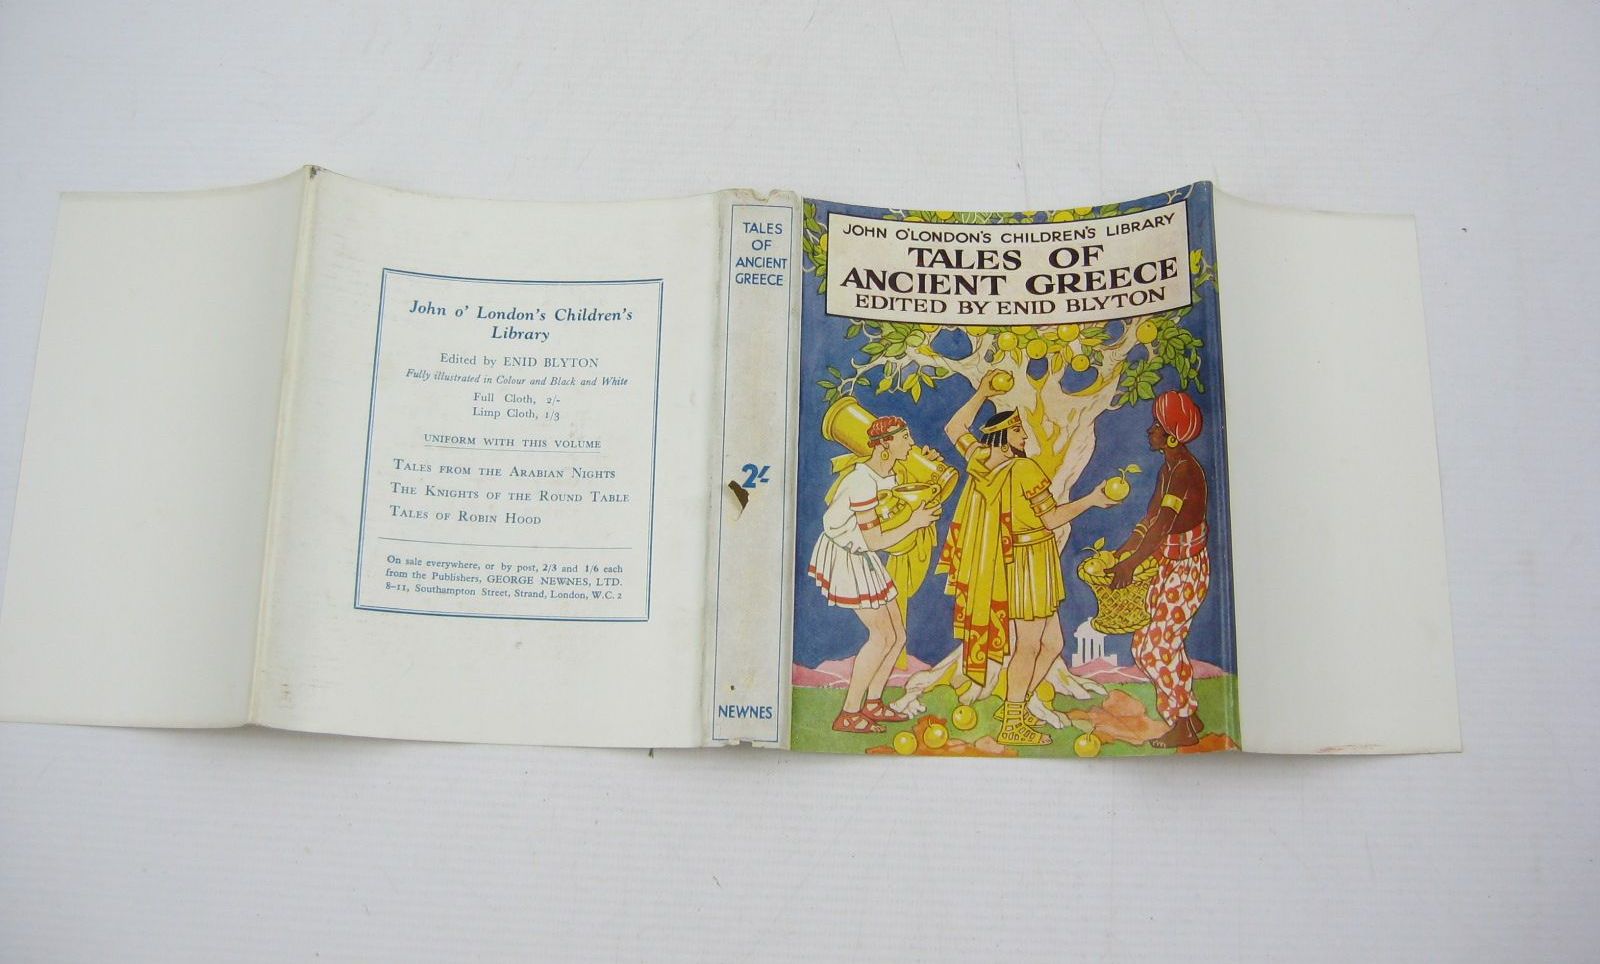 John o' London's Children's
Library
Edited by ENID BLYTON
Fully illustrated in Colour and Black and White
Full Cloth, 2/-
Limp Cloth, 1/3
UNIFORM WITH THIS VOLUME
TALES FROM THE ARABIAN NIGHTS
THE KNIGHTS OF THE ROUND TABLE
TALES OF ROBIN HOOD
On sale everywhere, or by post, 2/3 and 1/6 each
from the Publishers, GEORGE NEWNES, LTD.
8-11, Southampton Street, Strand, London, W.C.2
TALES
OF
ANCIENT
GREECE
2/-
NEWNES
JOHN O'LONDON'S CHILDREN'S LIBRARY
TALES OF
ANCIENT GREECE
EDITED BY ENID BLYTON